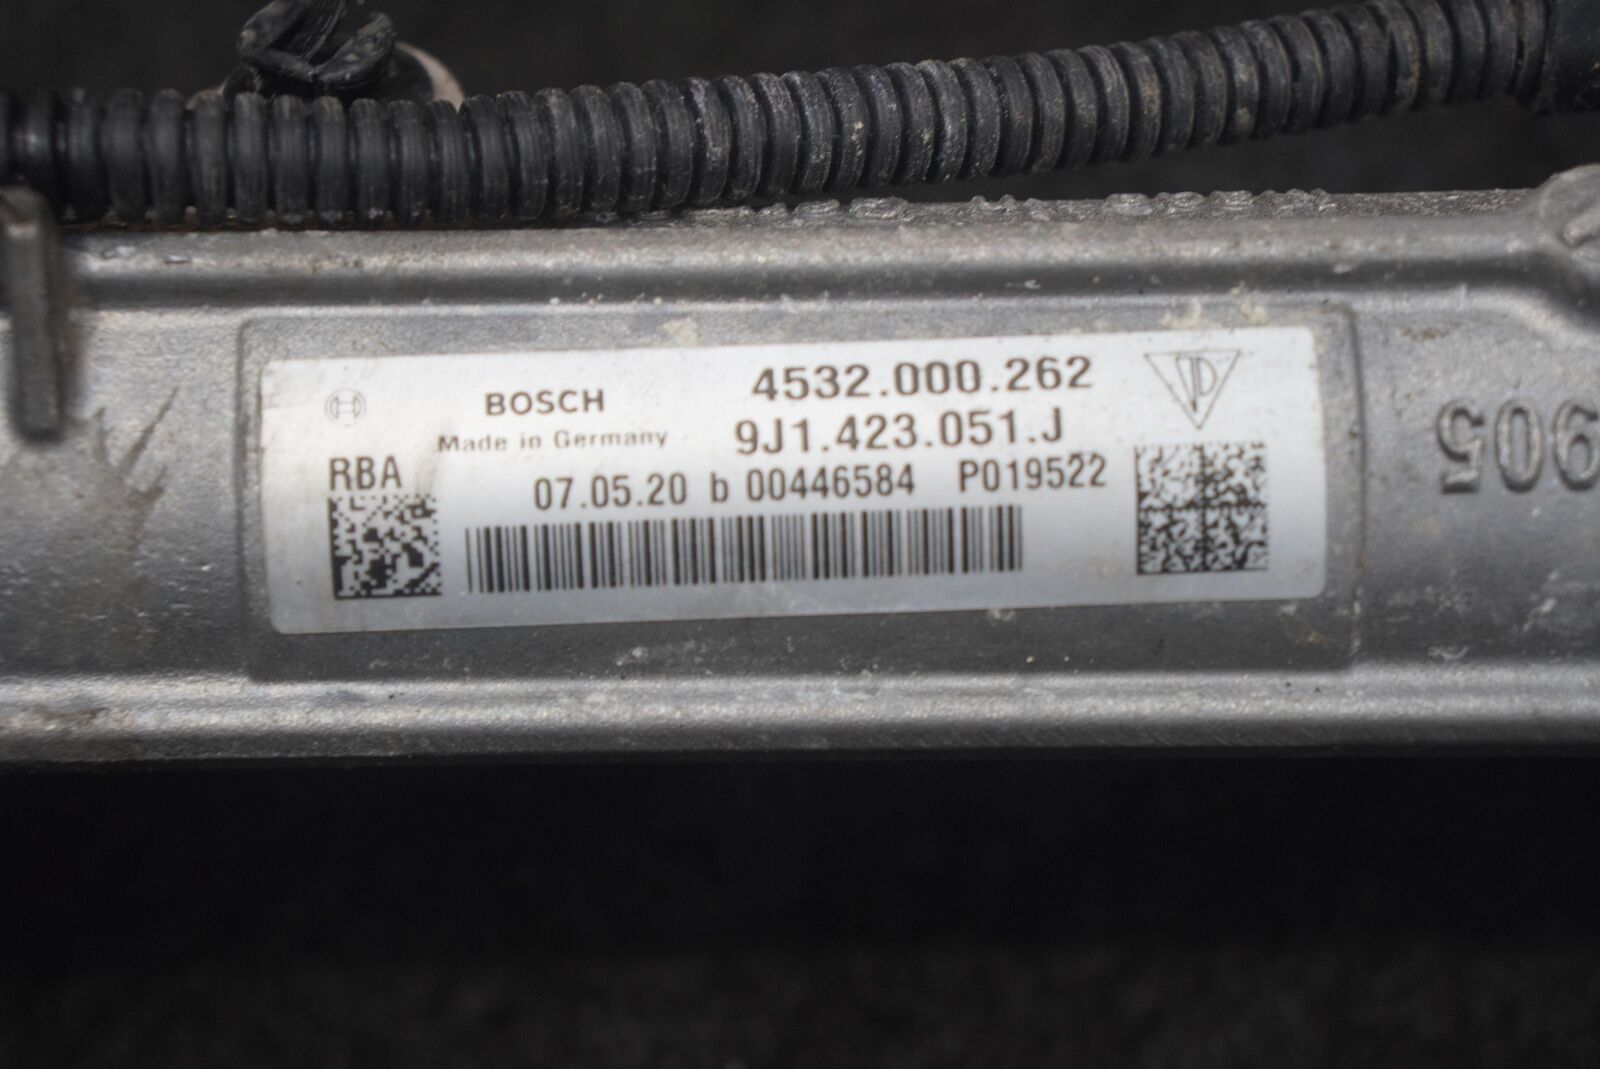 BOSCH
Made in Germany
4532.000.262
9J1.423.051.J
RBA
07.05.20 b 00446584 P019522
905